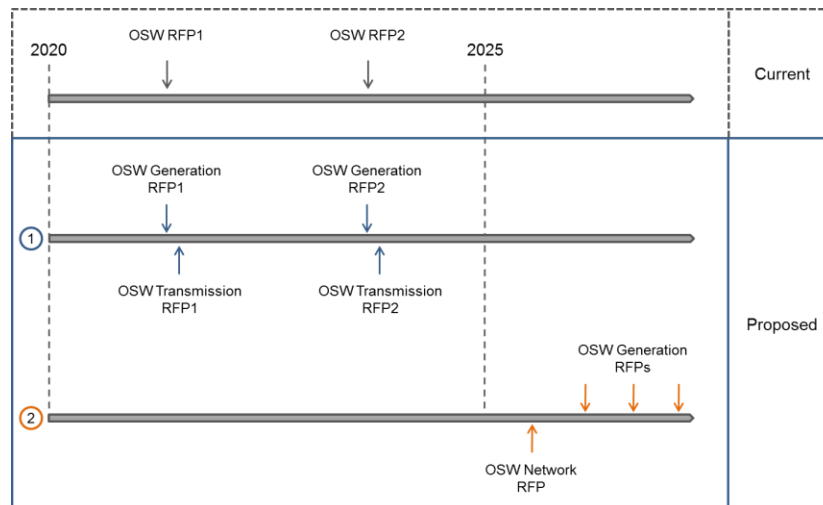 OSW RFP1
OSW RFP2
2020
2025
Current
OSW Generation
RFP1
OSW Generation
RFP2
1
OSW Transmission
RFP1
OSW Transmission
RFP2
Proposed
OSW Generation
RFPs
2
OSW Network
RFP